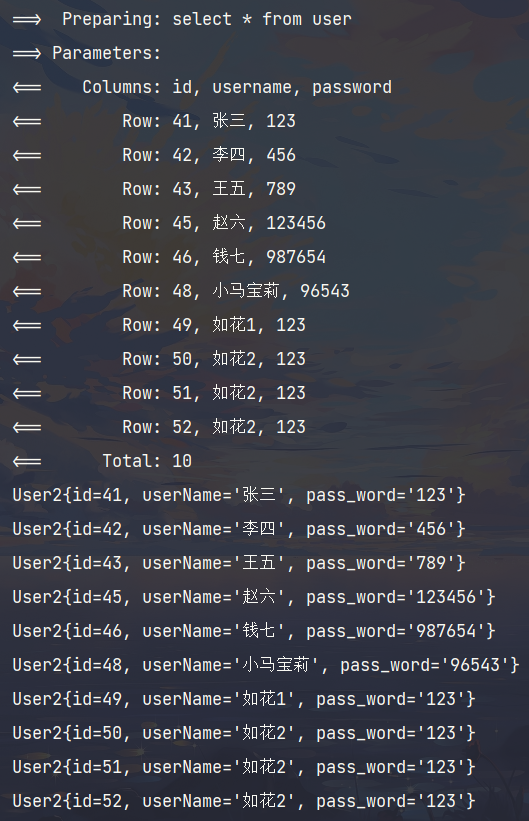 ==>  Preparing: select * from user
==> Parameters:
<==    Columns: id, username, password
<==        Row: 41, 张三, 123
<==        Row: 42, 李四, 456
<==        Row: 43, 王五, 789
<==        Row: 45, 赵六, 123456
<==        Row: 46, 钱七, 987654
<==        Row: 48, 小马宝莉, 96543
<==        Row: 49, 如花1, 123
<==        Row: 50, 如花2, 123
<==        Row: 51, 如花2, 123
<==        Row: 52, 如花2, 123
<==      Total: 10
User2{id=41, userName='张三', pass_word='123'}
User2{id=42, userName='李四', pass_word='456'}
User2{id=43, userName='王五', pass_word='789'}
User2{id=45, userName='赵六', pass_word='123456'}
User2{id=46, userName='钱七', pass_word='987654'}
User2{id=48, userName='小马宝莉', pass_word='96543'}
User2{id=49, userName='如花1', pass_word='123'}
User2{id=50, userName='如花2', pass_word='123'}
User2{id=51, userName='如花2', pass_word='123'}
User2{id=52, userName='如花2', pass_word='123'}